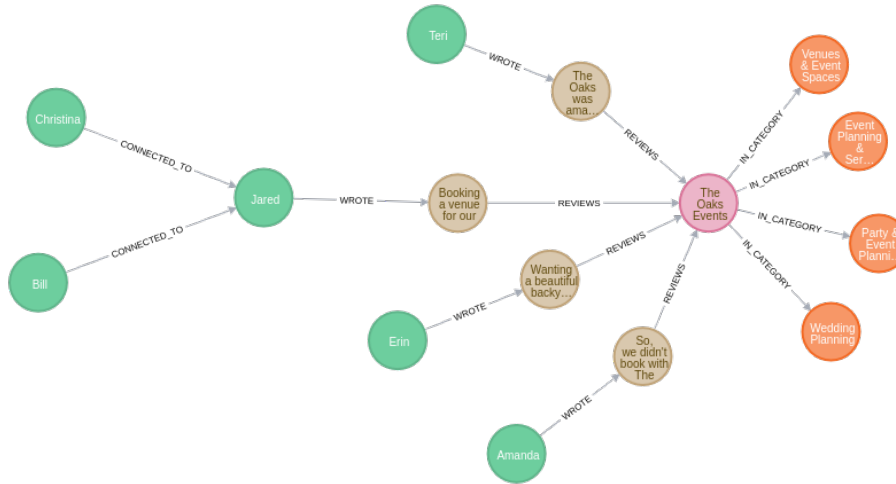 Teri
WROTE
The
Oaks
was
ama...
REVIEWS
Venues
& Event
Spaces
IN_CATEGORY
Christina
CONNECTED_TO
Event
Planning
&
Ser...
IN_CATEGORY
Jared
WROTE
Booking
a venue
for our
REVIEWS
The
Oaks
Events
IN_CATEGORY
Party &
Event
Planni...
CONNECTED_TO
Bill
Wanting
a beautiful
backy...
REVIEWS
WROTE
Erin
REVIEWS
IN_CATEGORY
Wedding
Planning
So,
we didn't
book with
The
WROTE
Amanda